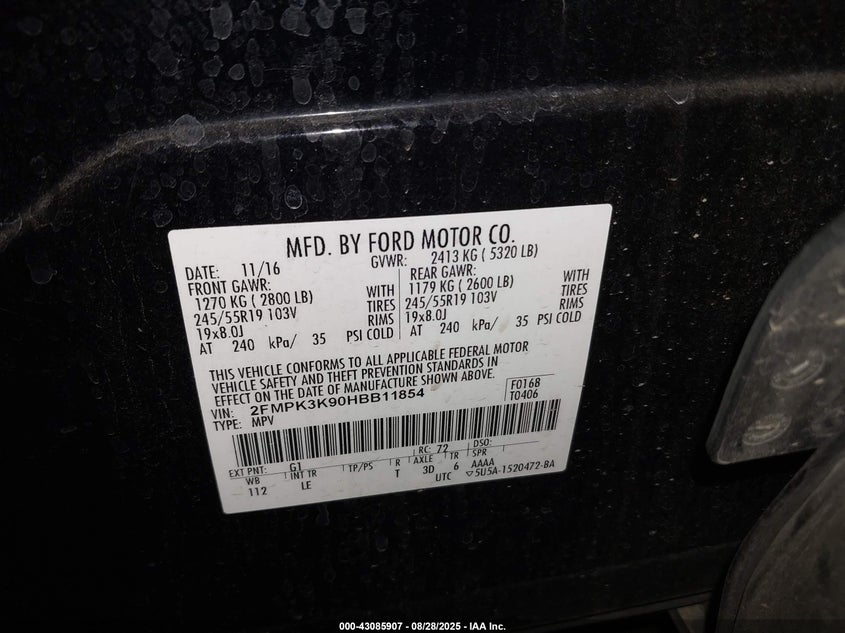 MFD. BY FORD MOTOR CO.
DATE: 11/16
GVWR: 2413 KG ( 5320 LB)
FRONT GAWR:
REAR GAWR:
1270 KG ( 2800 LB) WITH
1179 KG ( 2600 LB) WITH
245/55R19 103V TIRES
245/55R19 103V TIRES
19x8.0J RIMS
19x8.0J RIMS
AT 240 kPa/ 35 PSI COLD
AT 240 kPa/ 35 PSI COLD
THIS VEHICLE CONFORMS TO ALL APPLICABLE FEDERAL MOTOR
VEHICLE SAFETY AND THEFT PREVENTION STANDARDS IN
EFFECT ON THE DATE OF MANUFACTURE SHOWN ABOVE.
VIN: 2FMPK3K90HBB11854
TYPE: MPV
F0168
T0406
EXT PNT: G1 RC: 72 DSO:
WB INT TR TP/PS R AXLE TR SPR
112 LE T 3D 6 AAAA
UTC 5U5A-1520472-BA
000-43085907 - 08/28/2025 - IAA Inc.